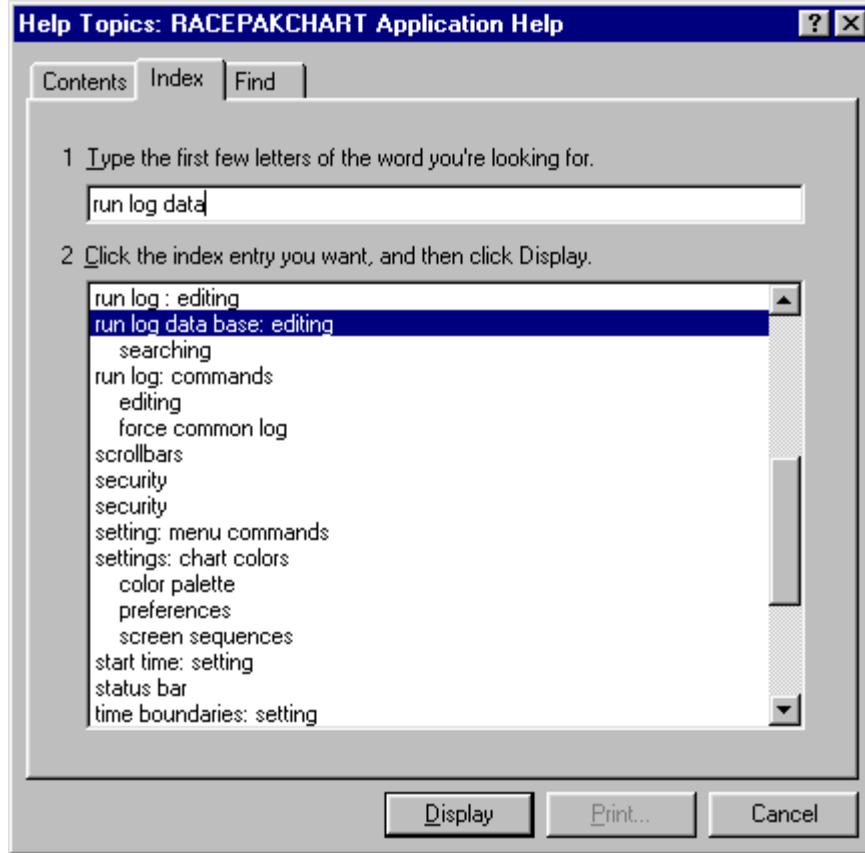 Help Topics: RACEPAKCHART Application Help
Contents Index Find
1 Type the first few letters of the word you're looking for.
run log data
2 Click the index entry you want, and then click Display.
run log : editing
run log data base: editing
searching
run log: commands
editing
force common log
scrollbars
security
security
setting: menu commands
settings: chart colors
color palette
preferences
screen sequences
start time: setting
status bar
time boundaries: setting
Display Print... Cancel